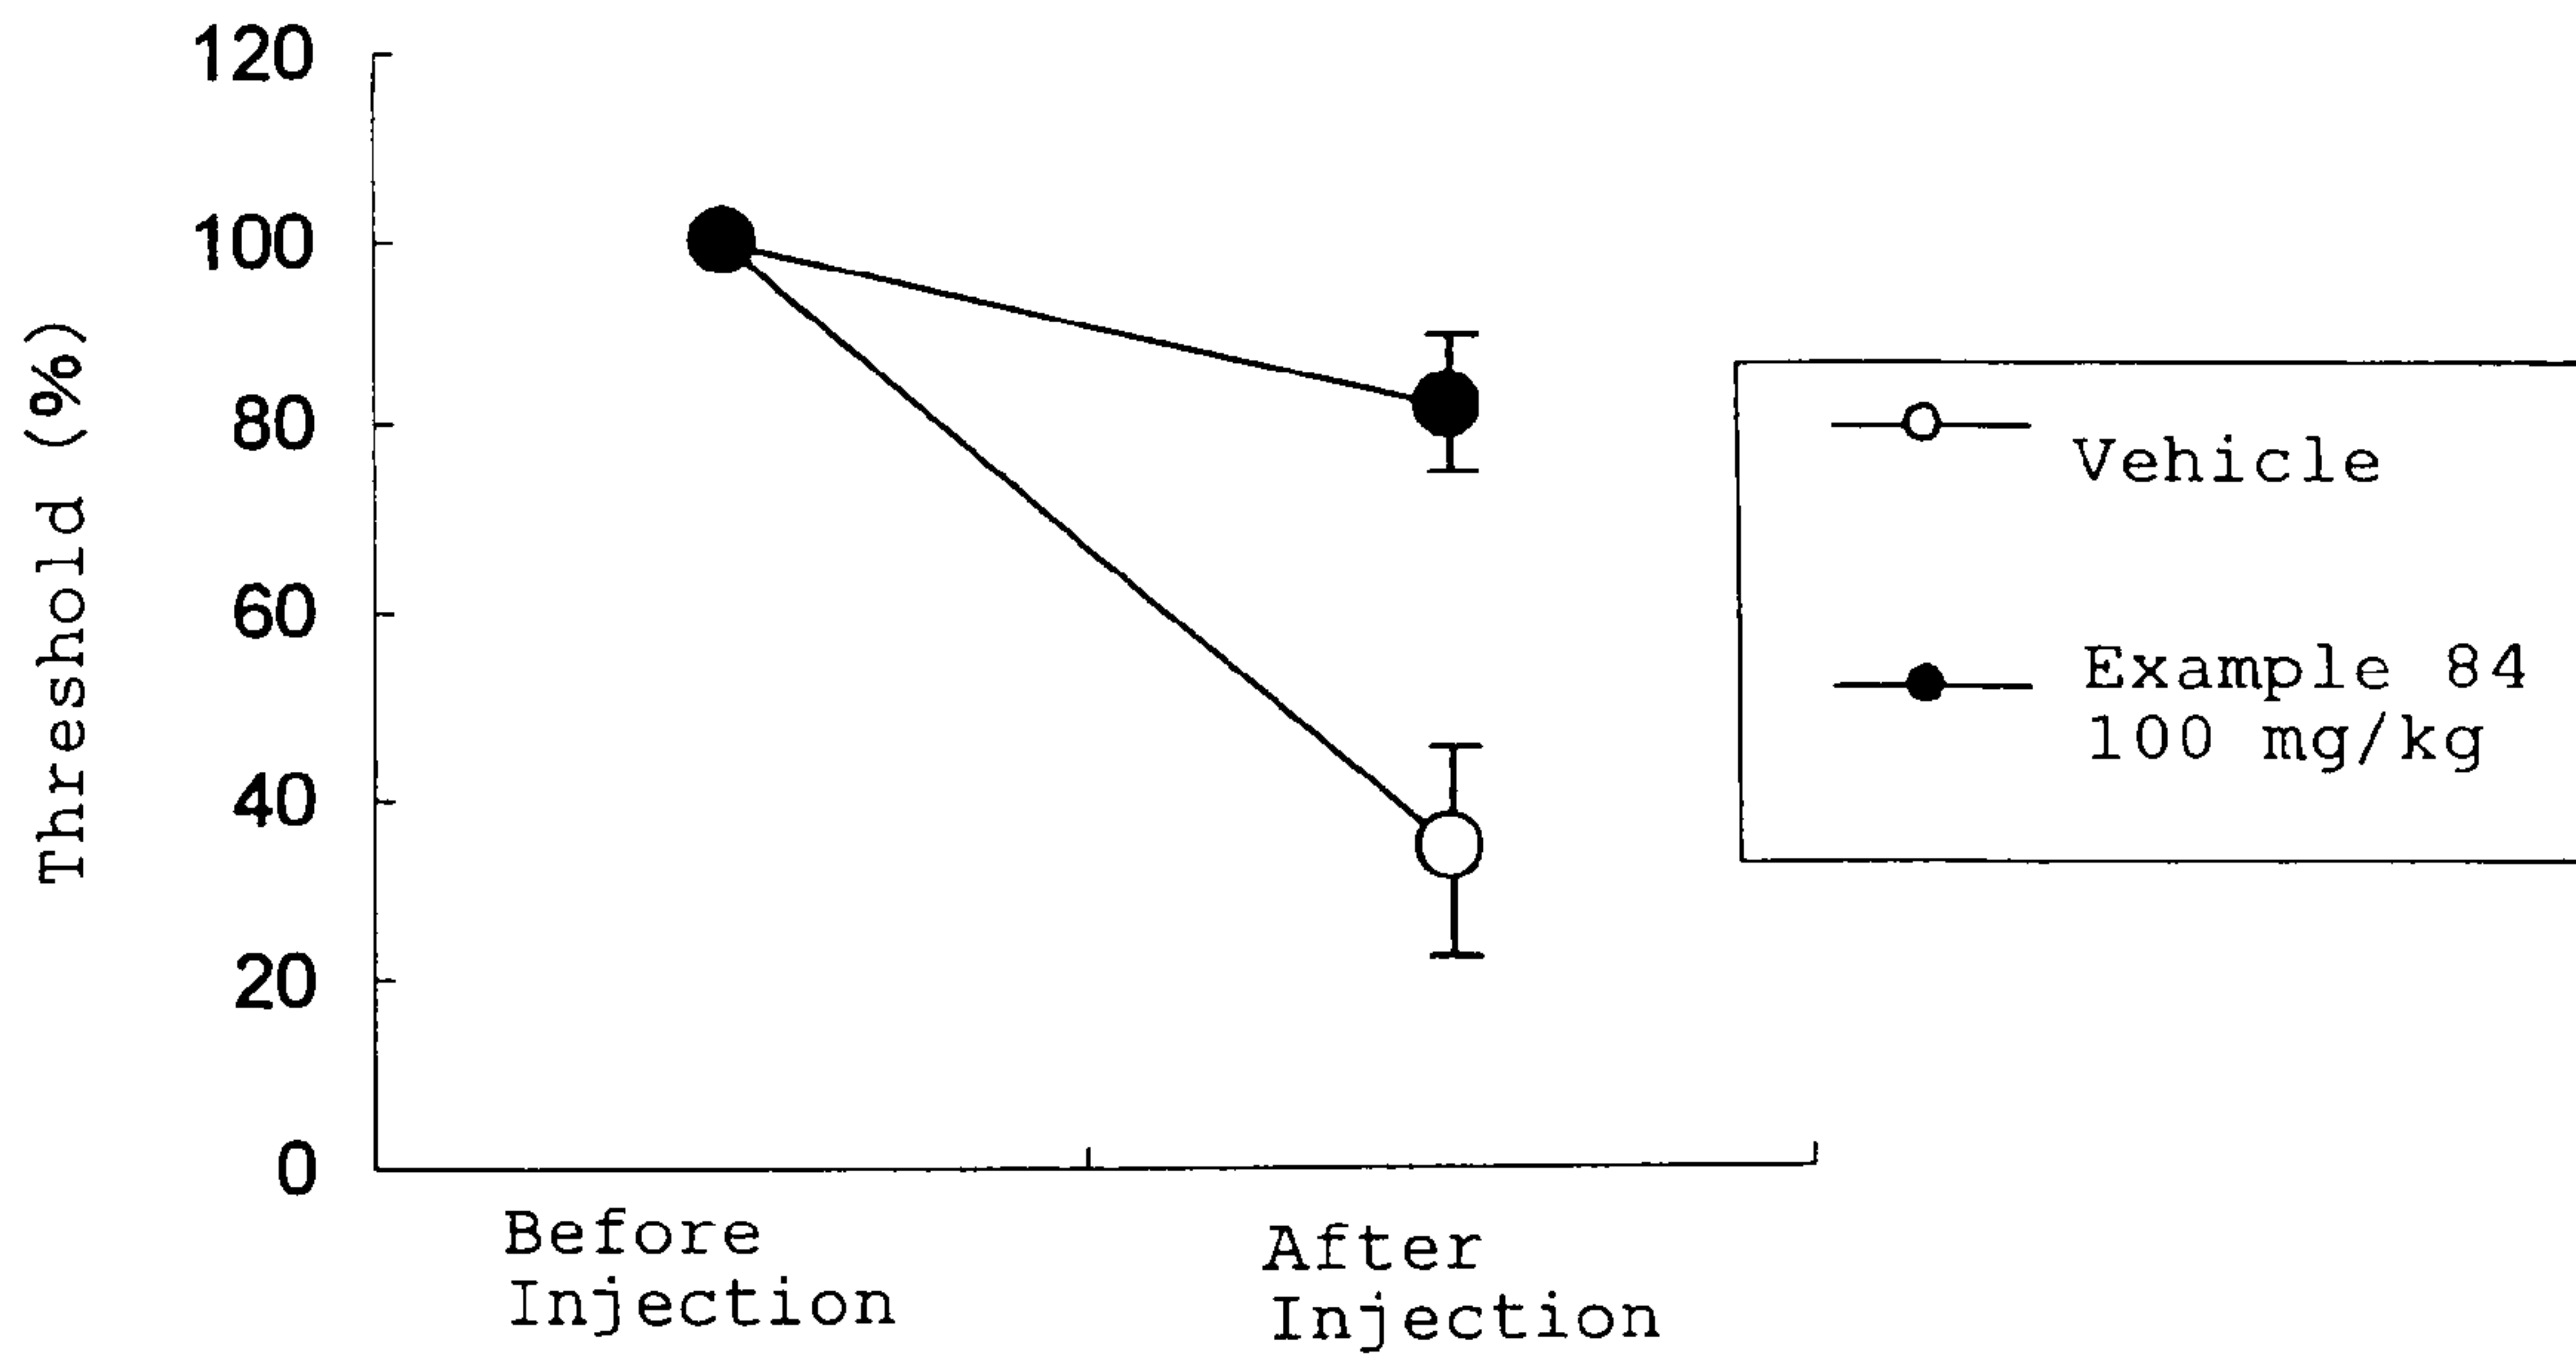 120
100
80
60
40
20
0
Threshold (%)
Before
Injection
After
Injection
Vehicle
Example 84
100 mg/kg